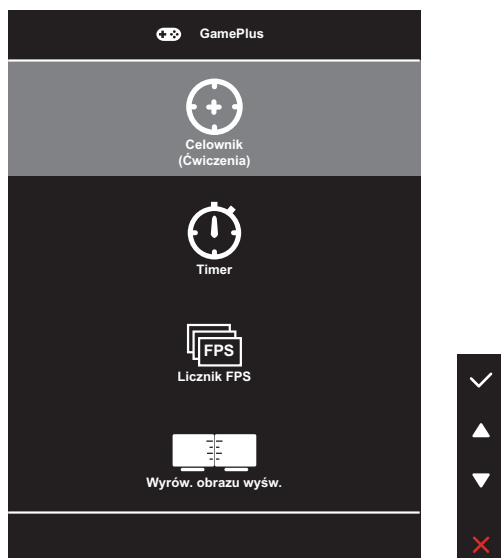 GamePlus
Celownik
(Ćwiczenia)
Timer
FPS
Licznik FPS
Wyrów. obrazu wyśw.